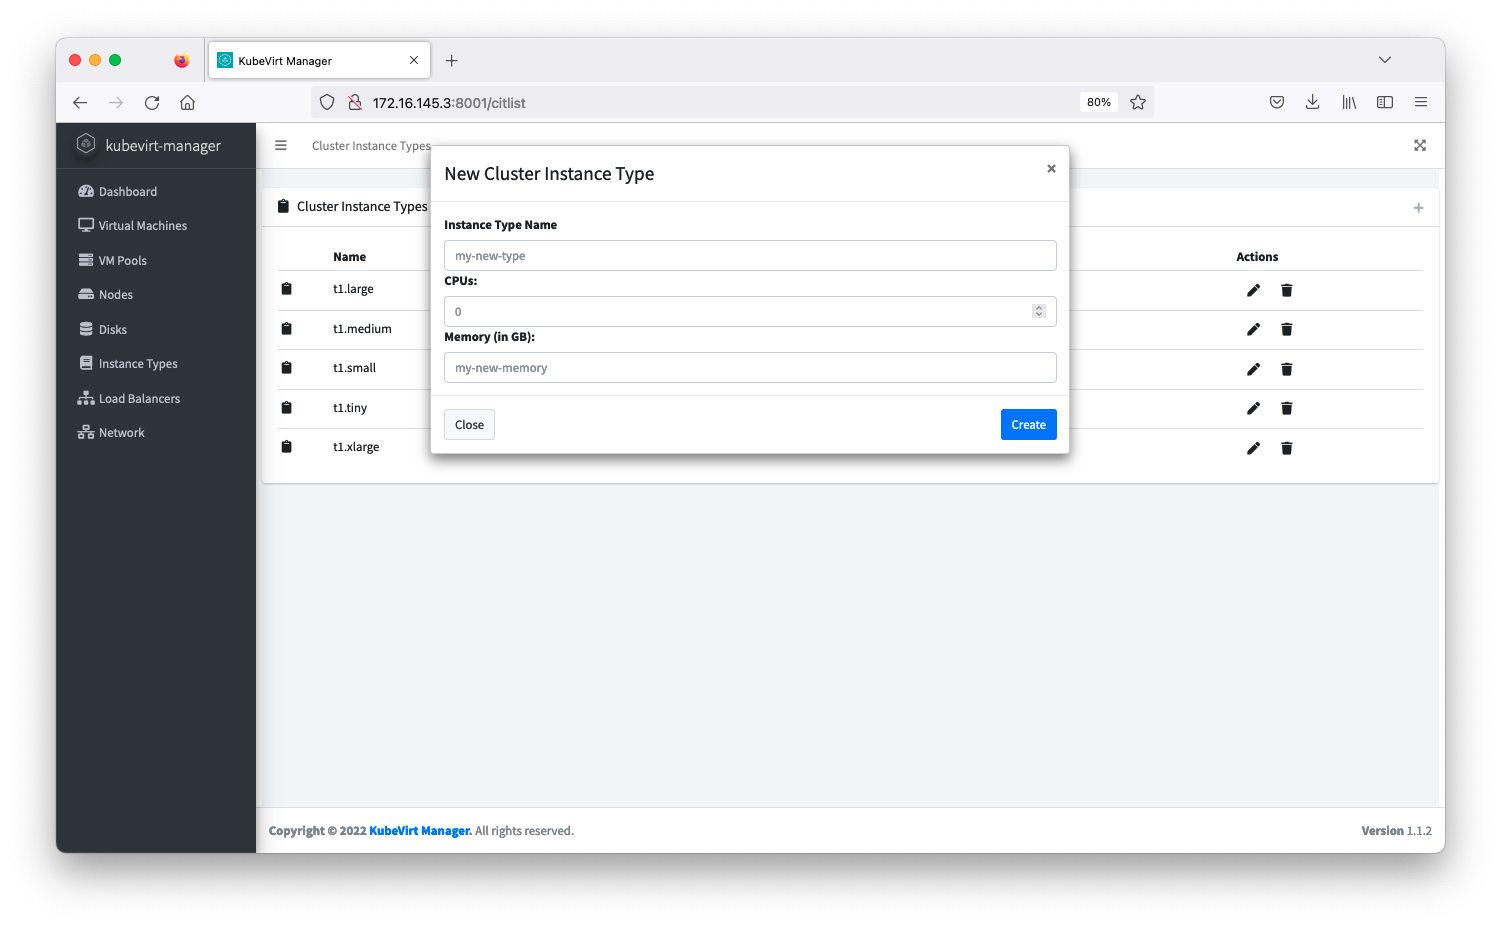 KubeVirt Manager
172.16.145.3:8001/citlist
80%
kubevirt-manager
Cluster Instance Types
Dashboard
Virtual Machines
VM Pools
Nodes
Disks
Instance Types
Load Balancers
Network
Cluster Instance Types
Name
Actions
t1.large
t1.medium
t1.small
t1.tiny
t1.xlarge
New Cluster Instance Type
Instance Type Name
my-new-type
CPUs:
0
Memory (in GB):
my-new-memory
Close
Create
Copyright © 2022 KubeVirt Manager. All rights reserved.
Version 1.1.2